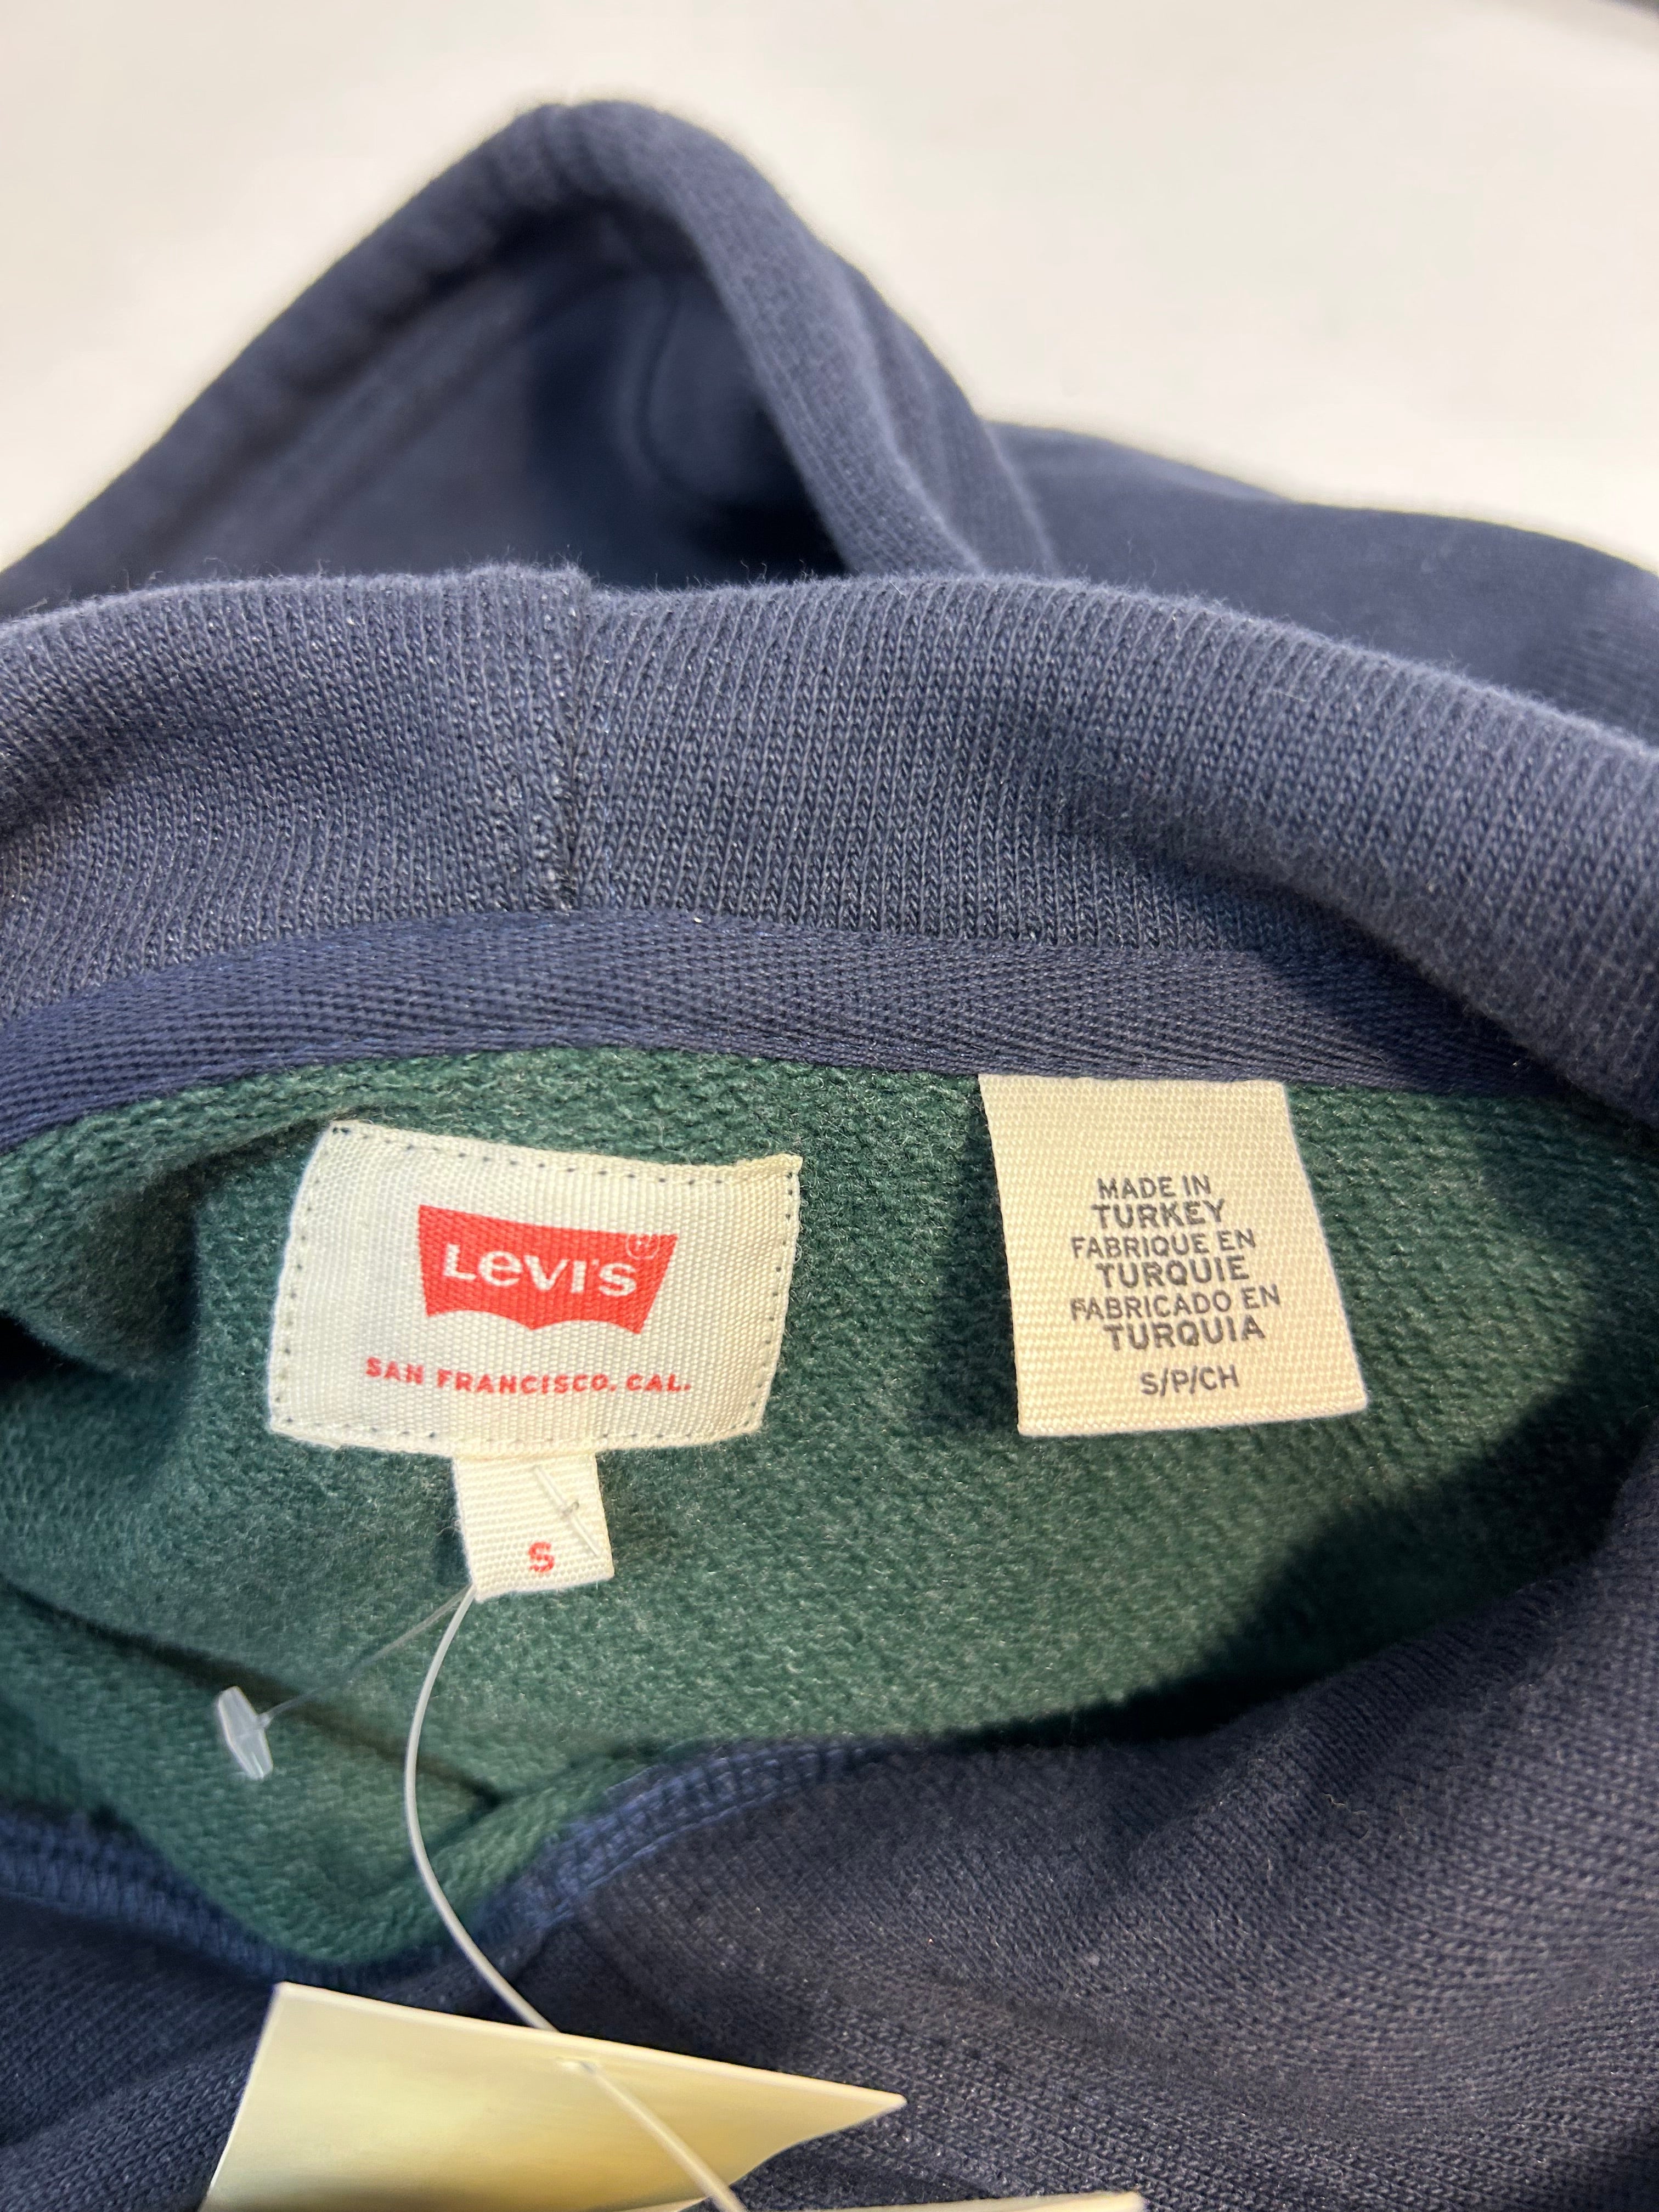 Levi's®
SAN FRANCISCO, CAL.
S
MADE IN
TURKEY
FABRIQUE EN
TURQUIE
FABRICADO EN
TURQUIA
S/P/CH